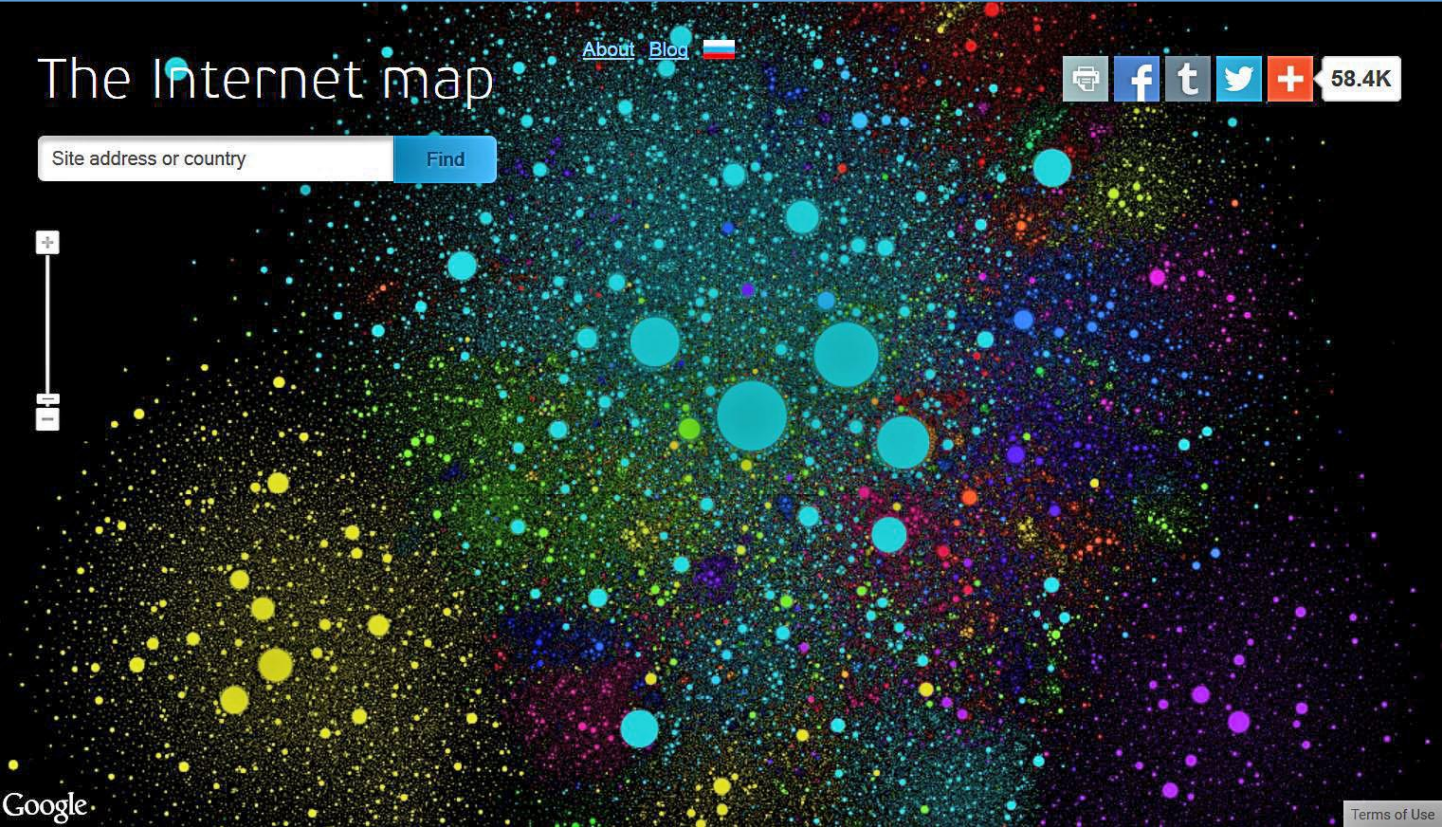 About Blog
The Internet map
58.4K
Site address or country
Find
Google
Terms of Use